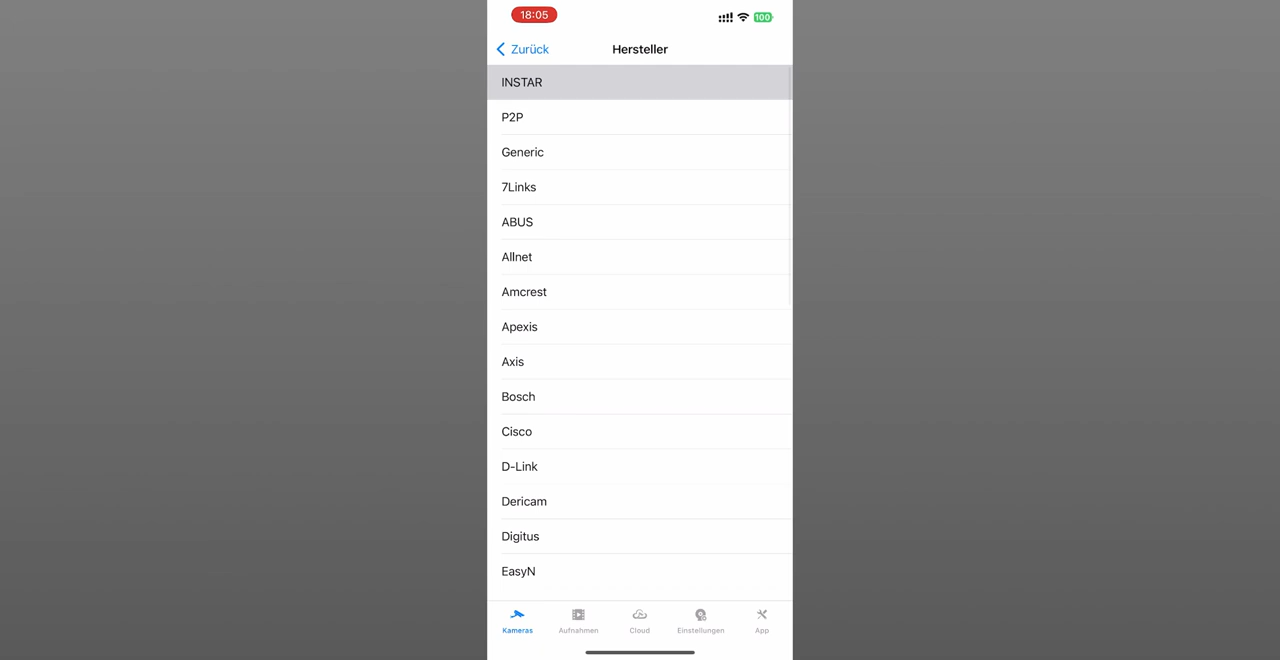 18:05
100
Zurück
Hersteller
INSTAR
P2P
Generic
7Links
ABUS
Allnet
Amcrest
Apexis
Axis
Bosch
Cisco
D-Link
Dericam
Digitus
EasyN
Kameras
Aufnahmen
Cloud
Einstellungen
App